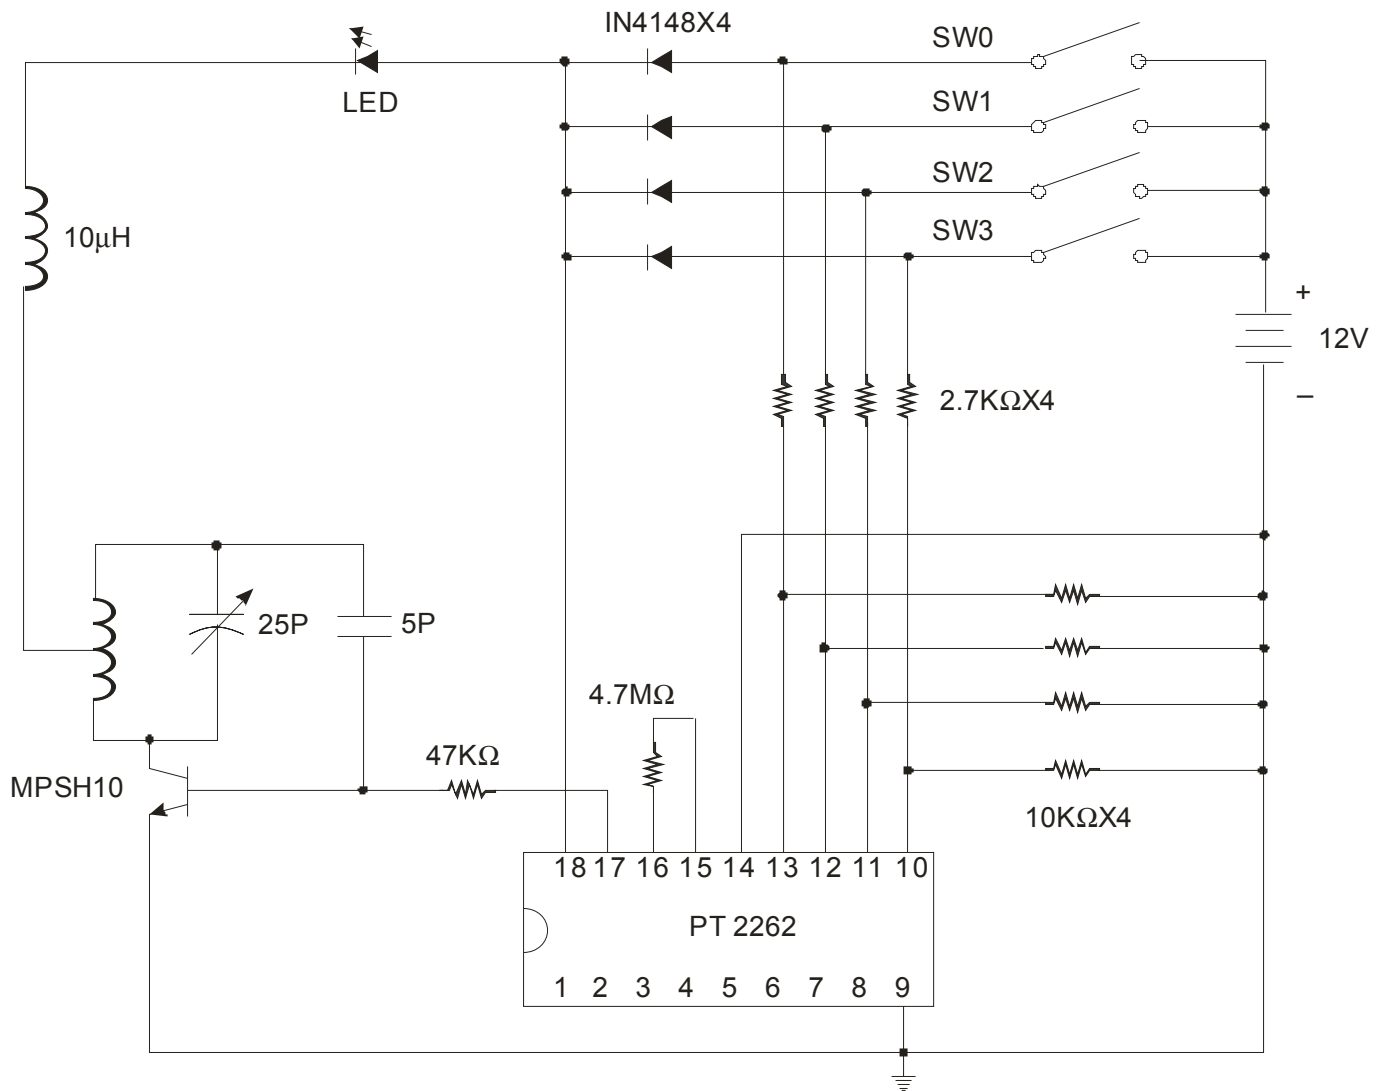 IN4148X4
SW0
LED
SW1
SW2
SW3
10μH
+
12V
2.7KΩX4
–
25P
5P
4.7MΩ
47KΩ
MPSH10
10KΩX4
18 17 16 15 14 13 12 11 10
PT 2262
1 2 3 4 5 6 7 8 9